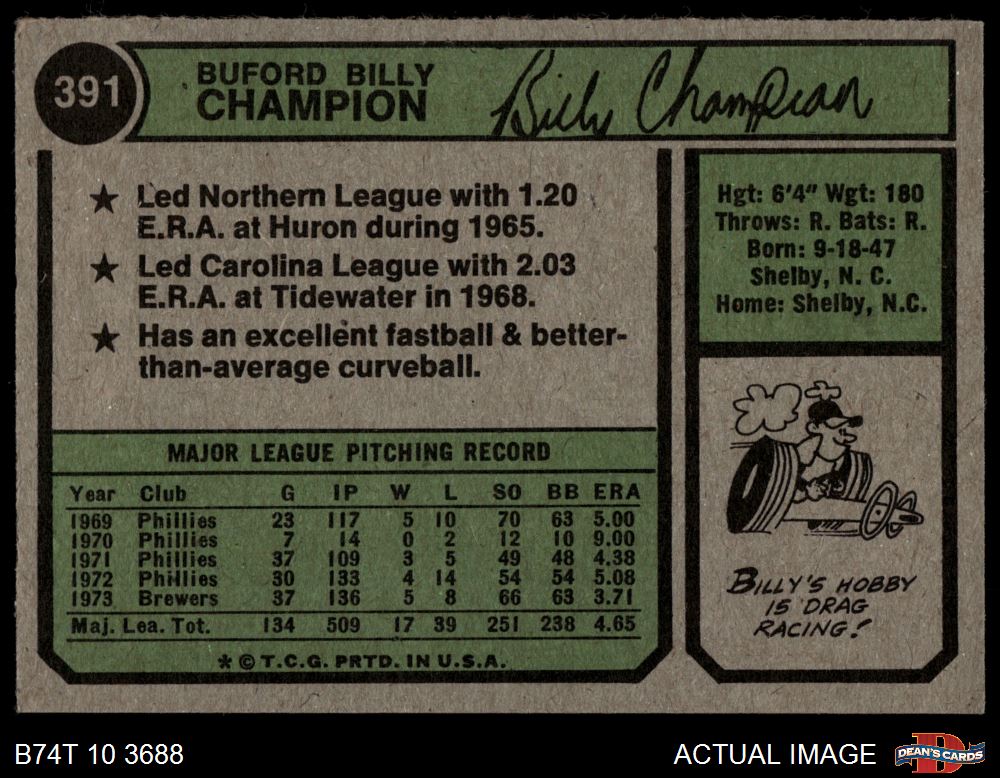 391
BUFORD BILLY
CHAMPION
Billy Champion
★ Led Northern League with 1.20
E.R.A. at Huron during 1965.
★ Led Carolina League with 2.03
E.R.A. at Tidewater in 1968.
★ Has an excellent fastball & better-
than-average curveball.
Hgt: 6'4" Wgt: 180
Throws: R. Bats: R.
Born: 9-18-47
Shelby, N. C.
Home: Shelby, N.C.
MAJOR LEAGUE PITCHING RECORD
Year Club G IP W L SO BB ERA
1969 Phillies 23 117 5 10 70 63 5.00
1970 Phillies 7 14 0 2 12 10 9.00
1971 Phillies 37 109 3 5 49 48 4.38
1972 Phillies 30 133 4 14 54 54 5.08
1973 Brewers 37 136 5 8 66 63 3.71
Maj. Lea. Tot. 134 509 17 39 251 238 4.65
* © T.C.G. PRTD. IN U.S.A.
BILLY'S HOBBY
IS DRAG
RACING!
B74T 10 3688
ACTUAL IMAGE
DEAN'S CARDS